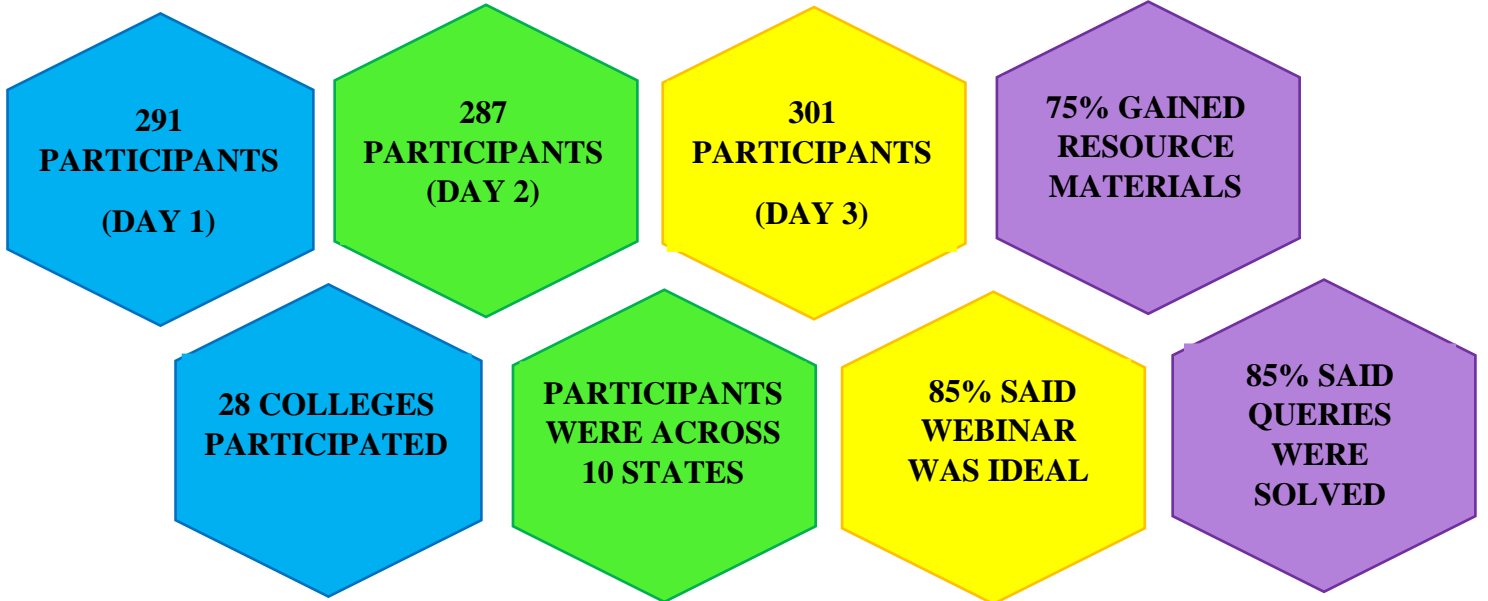 291
PARTICIPANTS
(DAY 1)
287
PARTICIPANTS
(DAY 2)
301
PARTICIPANTS
(DAY 3)
75% GAINED
RESOURCE
MATERIALS
28 COLLEGES
PARTICIPATED
PARTICIPANTS
WERE ACROSS
10 STATES
85% SAID
WEBINAR
WAS IDEAL
85% SAID
QUERIES
WERE
SOLVED